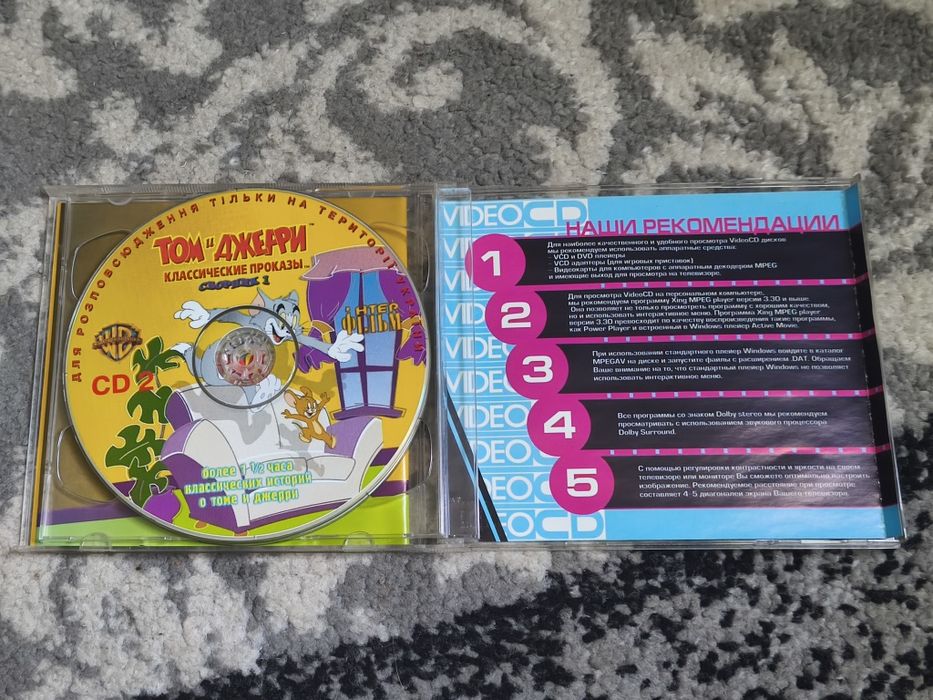 ДЛЯ РОЗПОВСЮДЖЕННЯ ТІЛЬКИ НА ТЕРИТОРІЇ УКРАЇНИ
ТОМ и ДЖЕРРИ
КЛАССИЧЕСКИЕ ПРОКАЗЫ...
СБОРНИК 1
iНТЕР
ФIЛЬМ
CD 2
более 1-1/2 часа
классических историй
о томе и джерри
VIDEO CD
НАШИ РЕКОМЕНДАЦИИ
1
Для наиболее качественного и удобного просмотра VideoCD дисков
мы рекомендуем использовать аппаратные средства:
- VCD и DVD плейеры
- VCD адаптеры (для игровых приставок)
- Видеокарты для компьютеров с аппаратным декодером MPEG
и имеющие выход для просмотра на телевизоре.
2
Для просмотра VideoCD на персональном компьютере,
мы рекомендуем программу Xing MPEG player версии 3.30 и выше.
Она позволяет не только просмотреть программу с хорошим качеством,
но и использовать интерактивное меню. Программа Xing MPEG player
версии 3.30 превосходит по качеству воспроизведения такие программы,
как Power Player и встроенный в Windows плейер Active Movie.
3
При использовании стандартного плейер Windows войдите в каталог
MPEGAV на диске и запустите файлы с расширением .DAT. Обращаем
Ваше внимание на то, что стандартный плейер Windows не позволяет
использовать интерактивное меню.
4
Все программы со знаком Dolby stereo мы рекомендуем
просматривать с использованием звукового процессора
Dolby Surround.
5
С помощью регулировки контрастности и яркости на своем
телевизоре или мониторе Вы сможете оптимально настроить
изображение. Рекомендуемое расстояние при просмотре
составляет 4-5 диагоналей экрана Вашего телевизора.